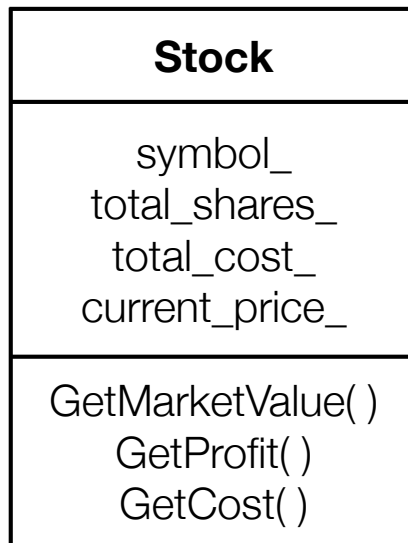 Stock
symbol_
total_shares_
total_cost_
current_price_
GetMarketValue( )
GetProfit( )
GetCost( )